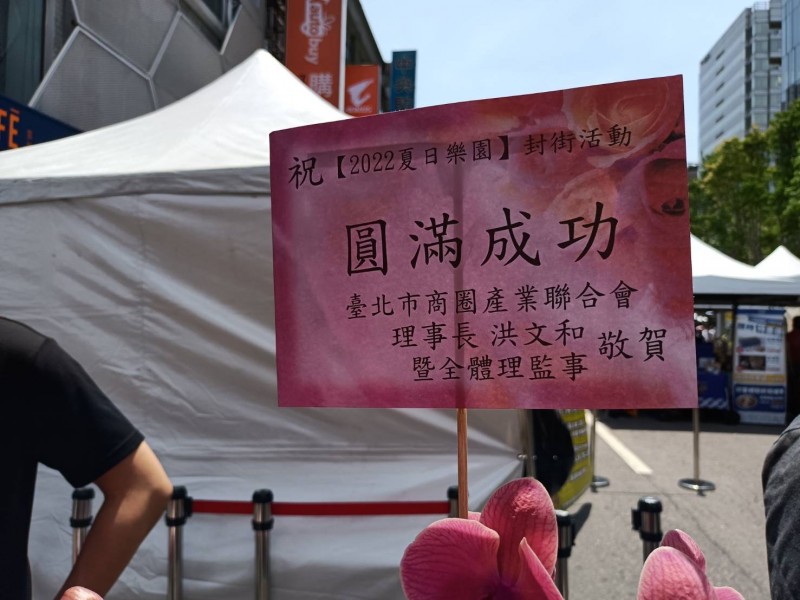 祝【2022夏日樂園】封街活動
圓滿成功
臺北市商圈產業聯合會
理事長 洪文和
暨全體理監事
敬賀
購